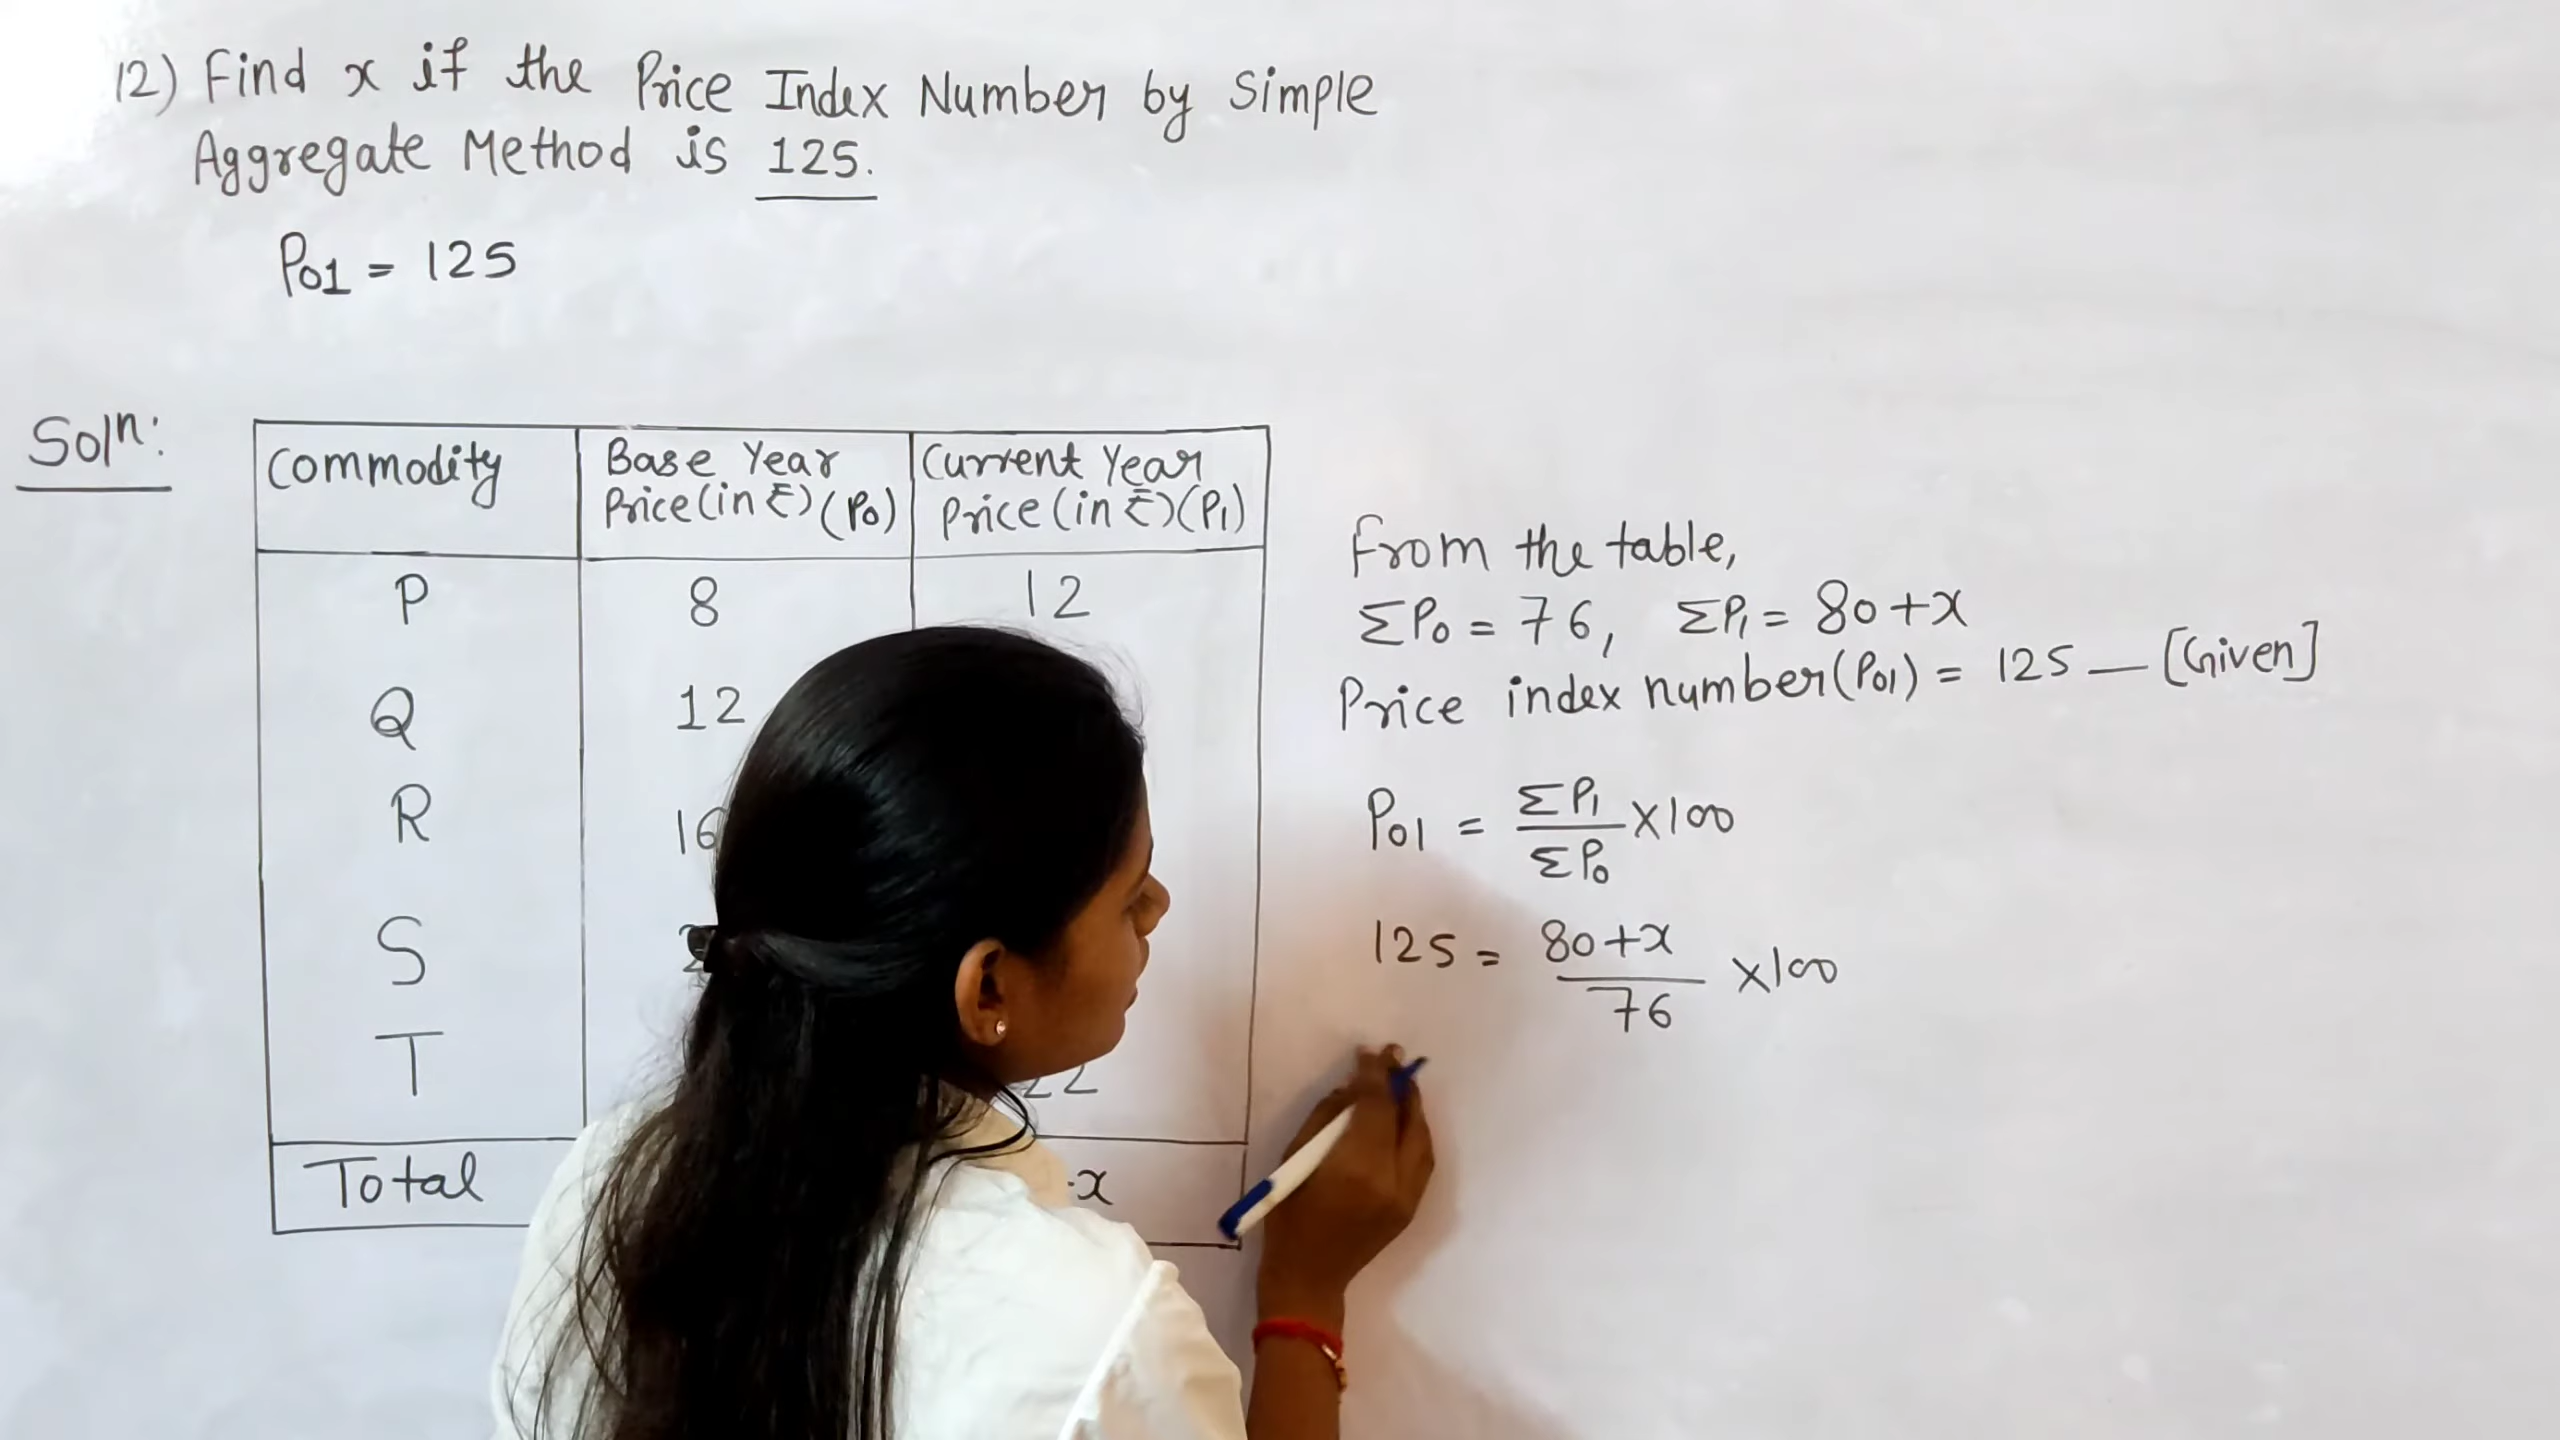 12) Find x if the Price Index Number by Simple
Aggregate Method is 125.
P01 = 125
Soln:
Commodity
Base Year
Price (in ₹) (P0)
Current Year
Price (in ₹) (P1)
P 8 12
Q 12
R 16
S
T 22
Total x
From the table,
ΣP0 = 76, ΣP1 = 80+x
Price index number (P01) = 125 — [Given]
P01 = ΣP1/ΣP0 ×100
125 = 80+x/76 ×100